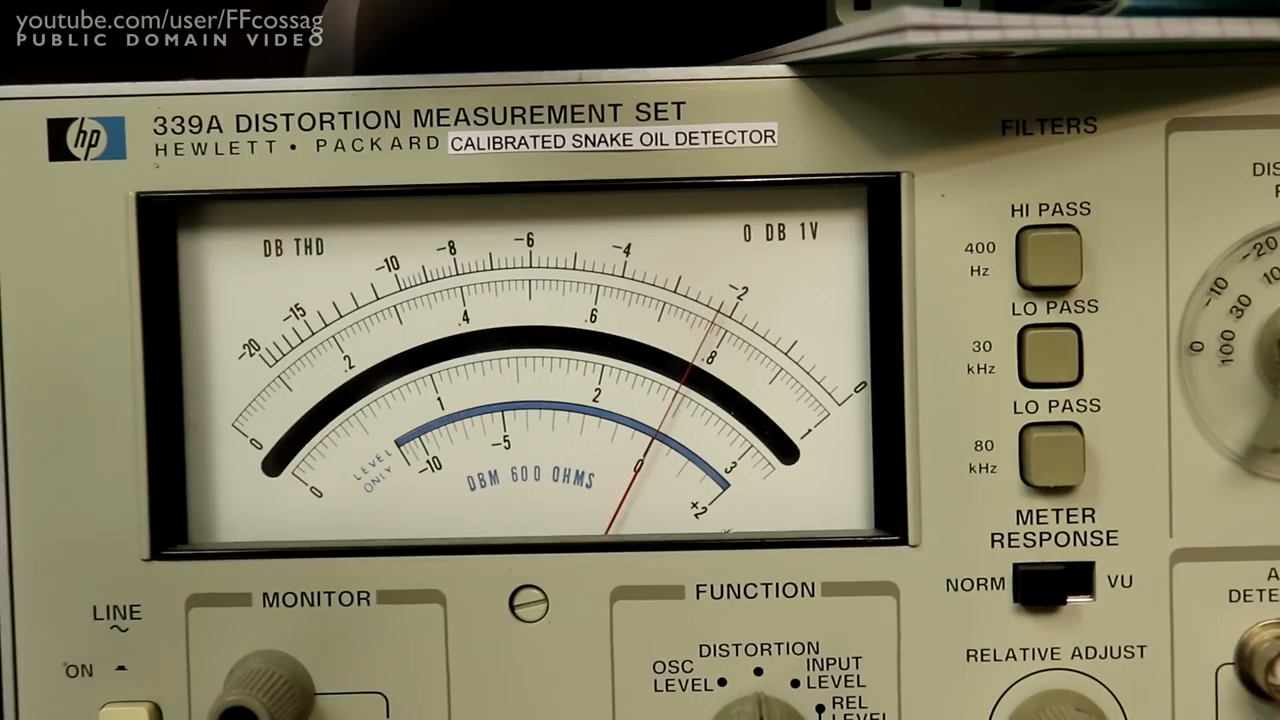 youtube.com/user/FFcossag
PUBLIC DOMAIN VIDEO
hp
339A DISTORTION MEASUREMENT SET
HEWLETT • PACKARD
CALIBRATED SNAKE OIL DETECTOR
DB THD
0 DB 1V
-20 -15 -10 -8 -6 -4 -2 0
0 .2 .4 .6 .8 1
0 1 2 3
-10 -5 0 +2
LEVEL
ONLY
DBM 600 OHMS
FILTERS
HI PASS
400
Hz
LO PASS
30
kHz
LO PASS
80
kHz
METER
RESPONSE
NORM
VU
RELATIVE ADJUST
-20
-10
0
10
30
100
LINE
~
ON
MONITOR
FUNCTION
DISTORTION
OSC
LEVEL
INPUT
LEVEL
REL